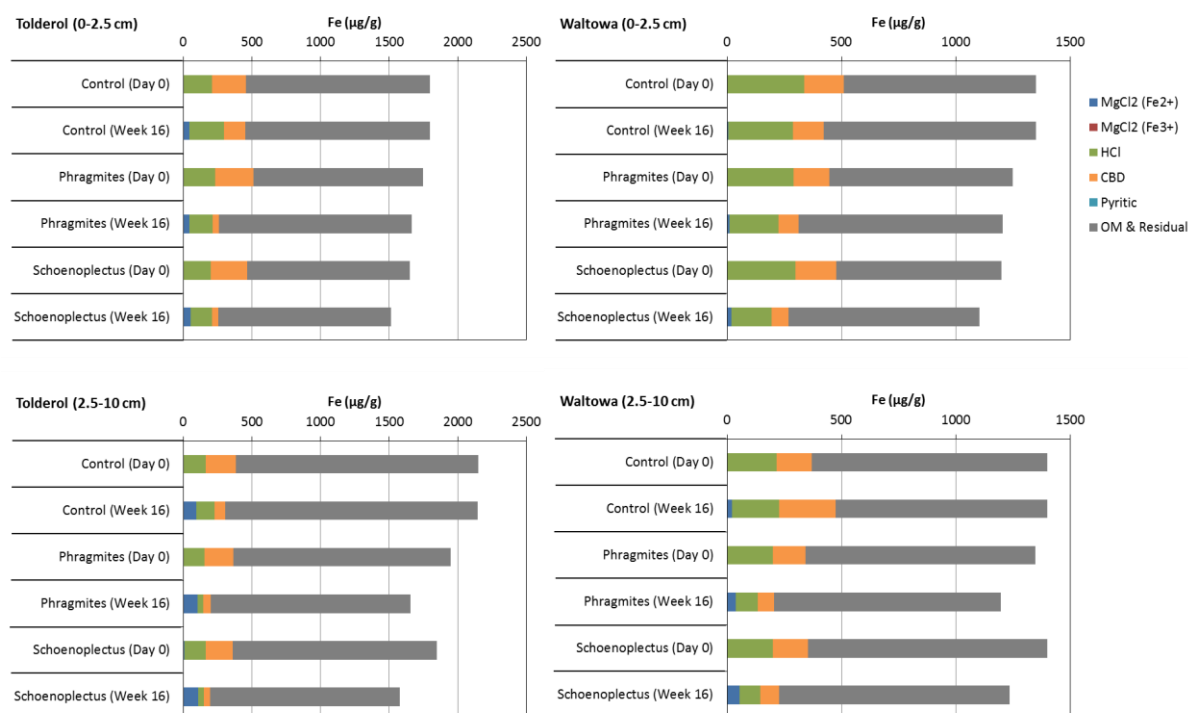 Tolderol (0-2.5 cm)
Fe (µg/g)
0 500 1000 1500 2000 2500
Control (Day 0)
Control (Week 16)
Phragmites (Day 0)
Phragmites (Week 16)
Schoenoplectus (Day 0)
Schoenoplectus (Week 16)
Waltowa (0-2.5 cm)
Fe (µg/g)
0 500 1000 1500
Control (Day 0)
Control (Week 16)
Phragmites (Day 0)
Phragmites (Week 16)
Schoenoplectus (Day 0)
Schoenoplectus (Week 16)
MgCl2 (Fe2+)
MgCl2 (Fe3+)
HCl
CBD
Pyritic
OM & Residual
Tolderol (2.5-10 cm)
Fe (µg/g)
0 500 1000 1500 2000 2500
Control (Day 0)
Control (Week 16)
Phragmites (Day 0)
Phragmites (Week 16)
Schoenoplectus (Day 0)
Schoenoplectus (Week 16)
Waltowa (2.5-10 cm)
Fe (µg/g)
0 500 1000 1500
Control (Day 0)
Control (Week 16)
Phragmites (Day 0)
Phragmites (Week 16)
Schoenoplectus (Day 0)
Schoenoplectus (Week 16)